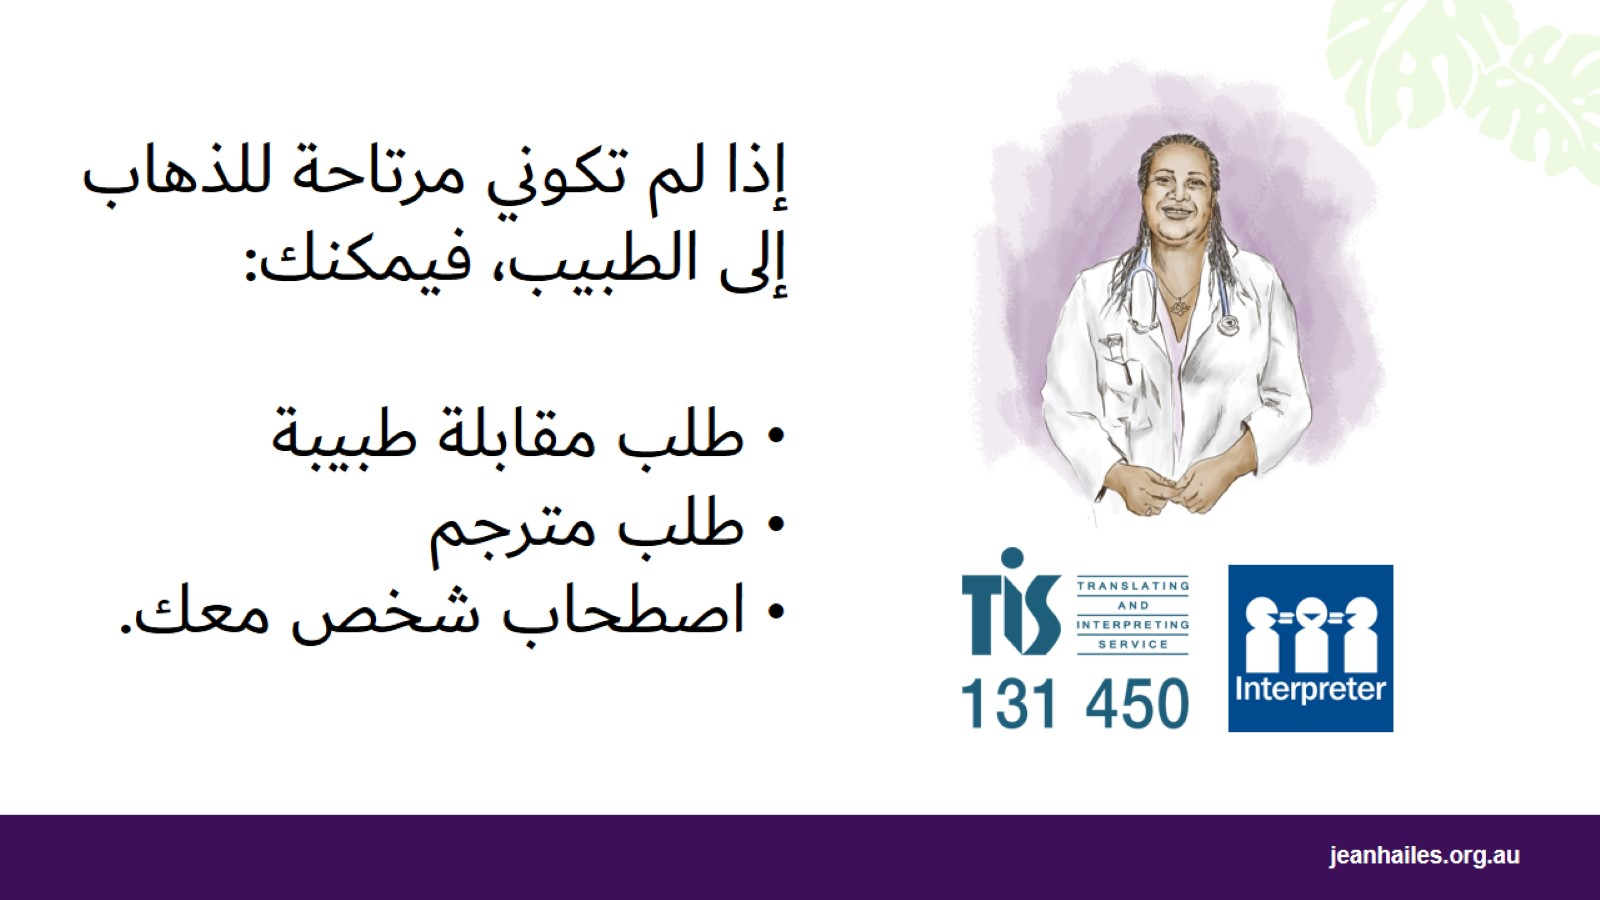 إذا لم تكوني مرتاحة للذهاب
إلى الطبيب، فيمكنك:
• طلب مقابلة طبيبة
• طلب مترجم
• اصطحاب شخص معك.
TIS
TRANSLATING
AND
INTERPRETING
SERVICE
131 450
Interpreter
jeanhailes.org.au